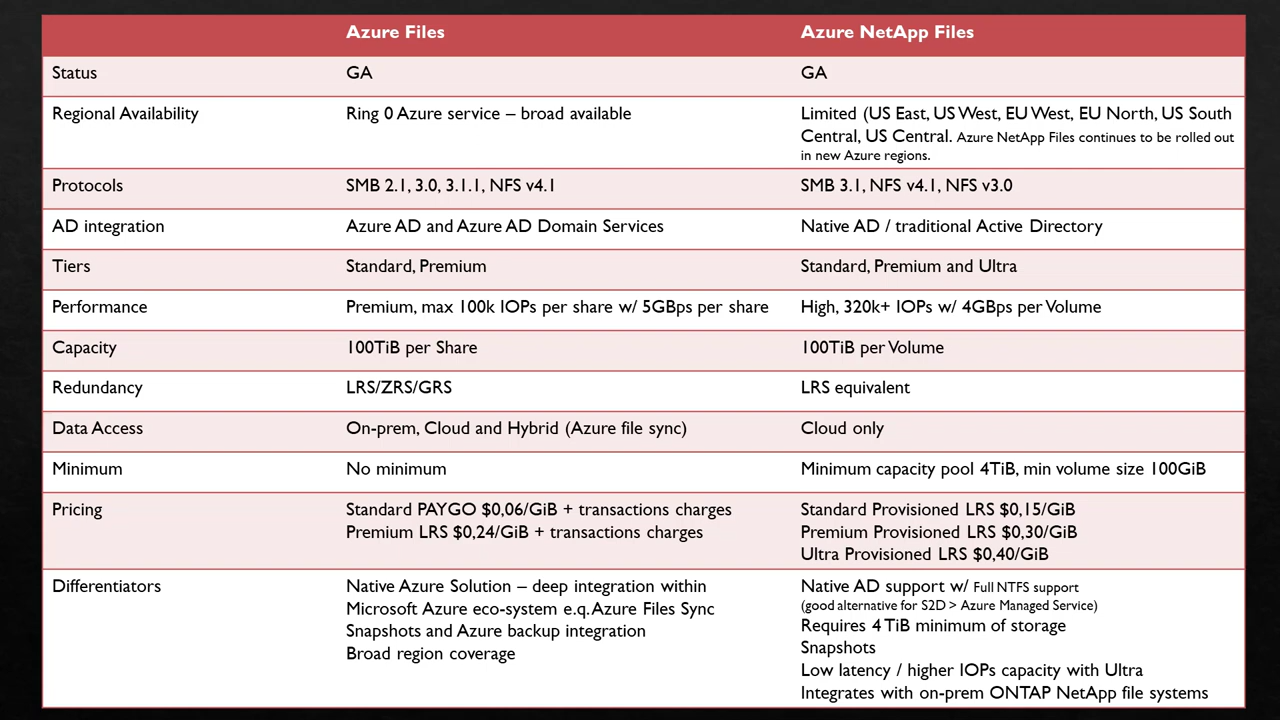 Azure Files Azure NetApp Files
Status GA GA
Regional Availability Ring 0 Azure service – broad available Limited (US East, US West, EU West, EU North, US South
Central, US Central. Azure NetApp Files continues to be rolled out
in new Azure regions.
Protocols SMB 2.1, 3.0, 3.1.1, NFS v4.1 SMB 3.1, NFS v4.1, NFS v3.0
AD integration Azure AD and Azure AD Domain Services Native AD / traditional Active Directory
Tiers Standard, Premium Standard, Premium and Ultra
Performance Premium, max 100k IOPs per share w/ 5GBps per share High, 320k+ IOPs w/ 4GBps per Volume
Capacity 100TiB per Share 100TiB per Volume
Redundancy LRS/ZRS/GRS LRS equivalent
Data Access On-prem, Cloud and Hybrid (Azure file sync) Cloud only
Minimum No minimum Minimum capacity pool 4TiB, min volume size 100GiB
Pricing Standard PAYGO $0,06/GiB + transactions charges Standard Provisioned LRS $0,15/GiB
Premium LRS $0,24/GiB + transactions charges Premium Provisioned LRS $0,30/GiB
Ultra Provisioned LRS $0,40/GiB
Differentiators Native Azure Solution – deep integration within Native AD support w/ Full NTFS support
Microsoft Azure eco-system e.q. Azure Files Sync (good alternative for S2D > Azure Managed Service)
Snapshots and Azure backup integration Requires 4 TiB minimum of storage
Broad region coverage Snapshots
Low latency / higher IOPs capacity with Ultra
Integrates with on-prem ONTAP NetApp file systems